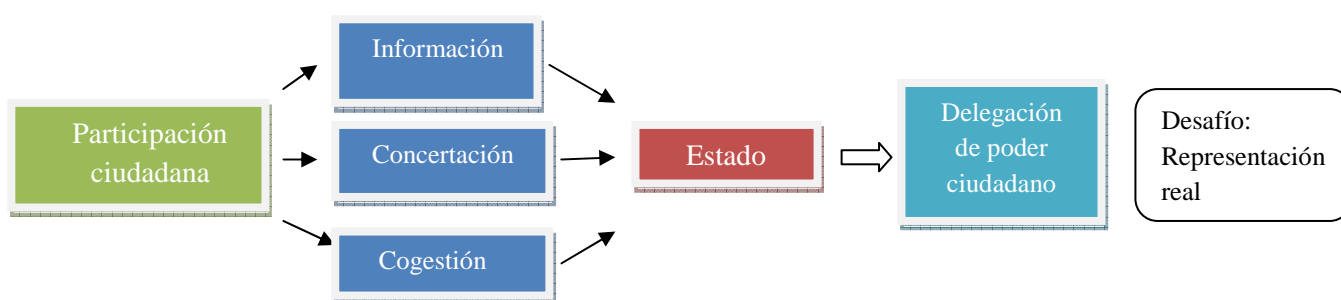 Participación
ciudadana
Información
Concertación
Cogestión
Estado
Delegación
de poder
ciudadano
Desafío:
Representación
real